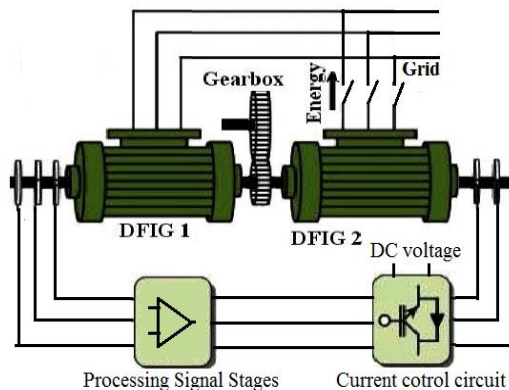 Gearbox
Energy
Grid
DFIG 1
DFIG 2
DC voltage
Processing Signal Stages
Current cotrol circuit